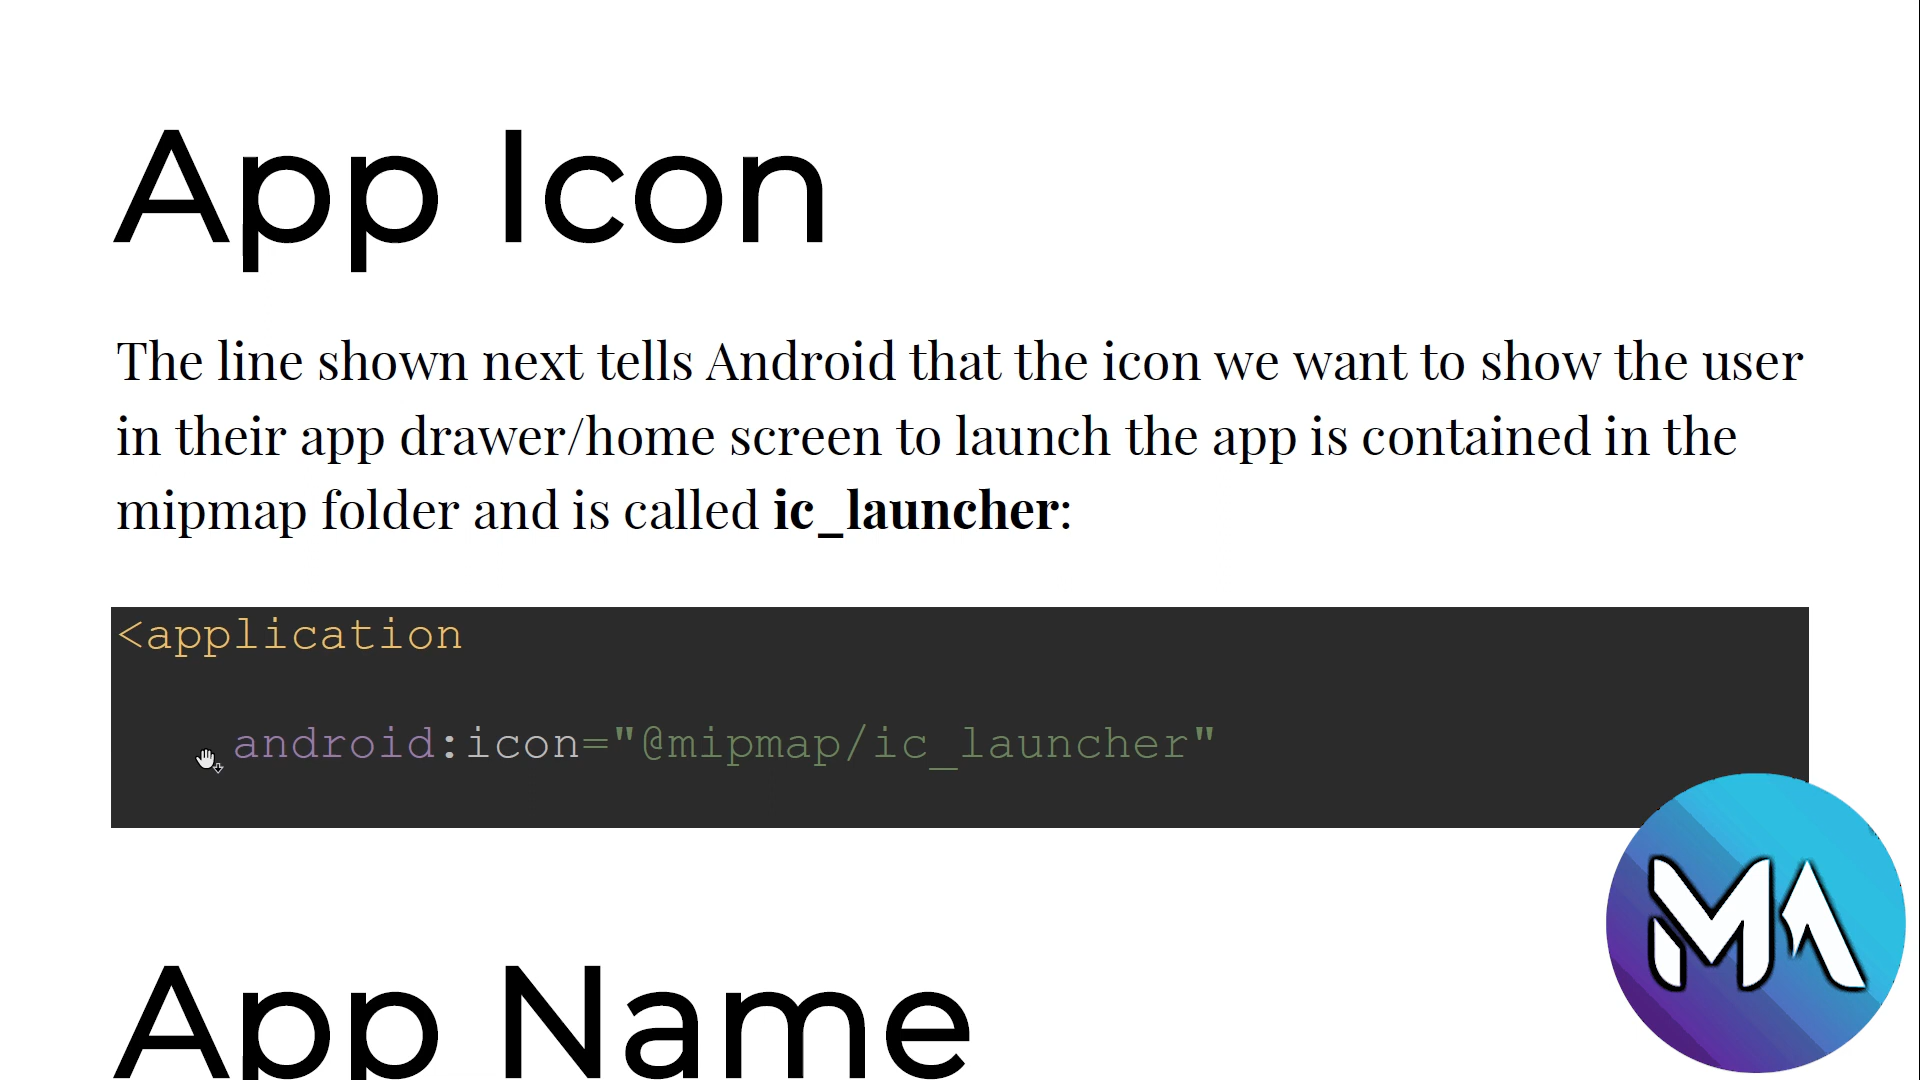 App Icon
The line shown next tells Android that the icon we want to show the user
in their app drawer/home screen to launch the app is contained in the
mipmap folder and is called ic_launcher:
<application
android:icon="@mipmap/ic_launcher"
MA
App Name